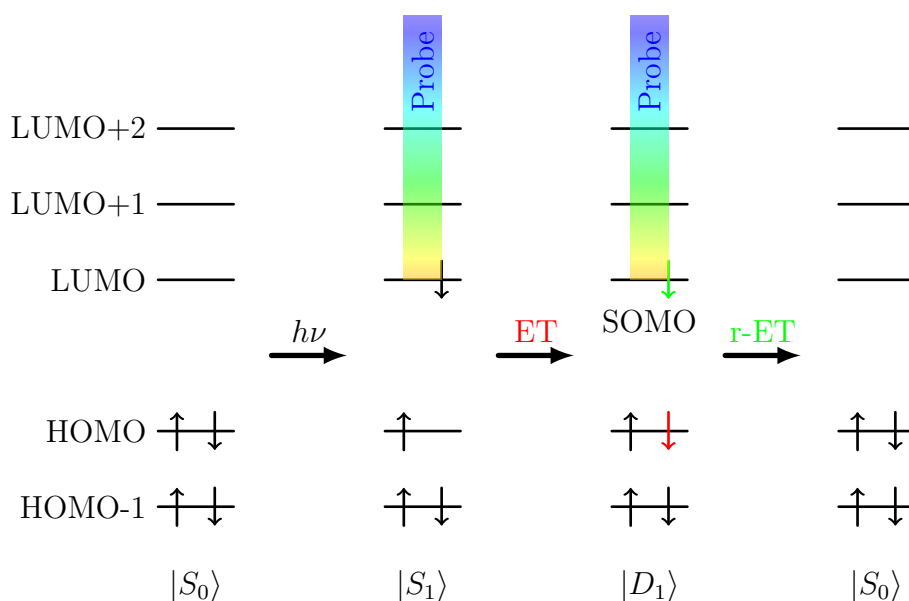 Probe
Probe
LUMO+2
LUMO+1
LUMO
SOMO
hν
ET
r-ET
HOMO
HOMO-1
|S₀⟩
|S₁⟩
|D₁⟩
|S₀⟩